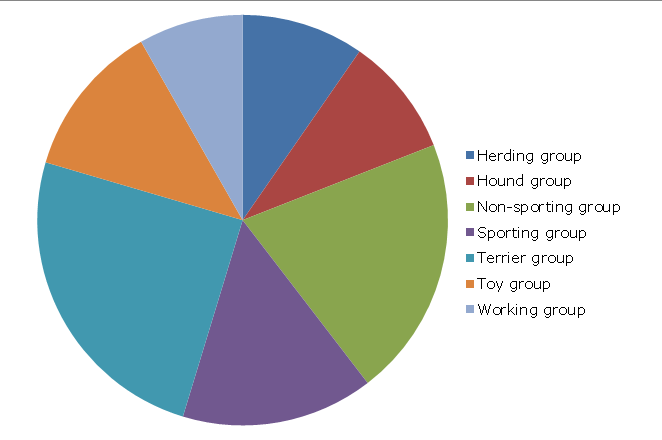 Herding group
Hound group
Non-sporting group
Sporting group
Terrier group
Toy group
Working group